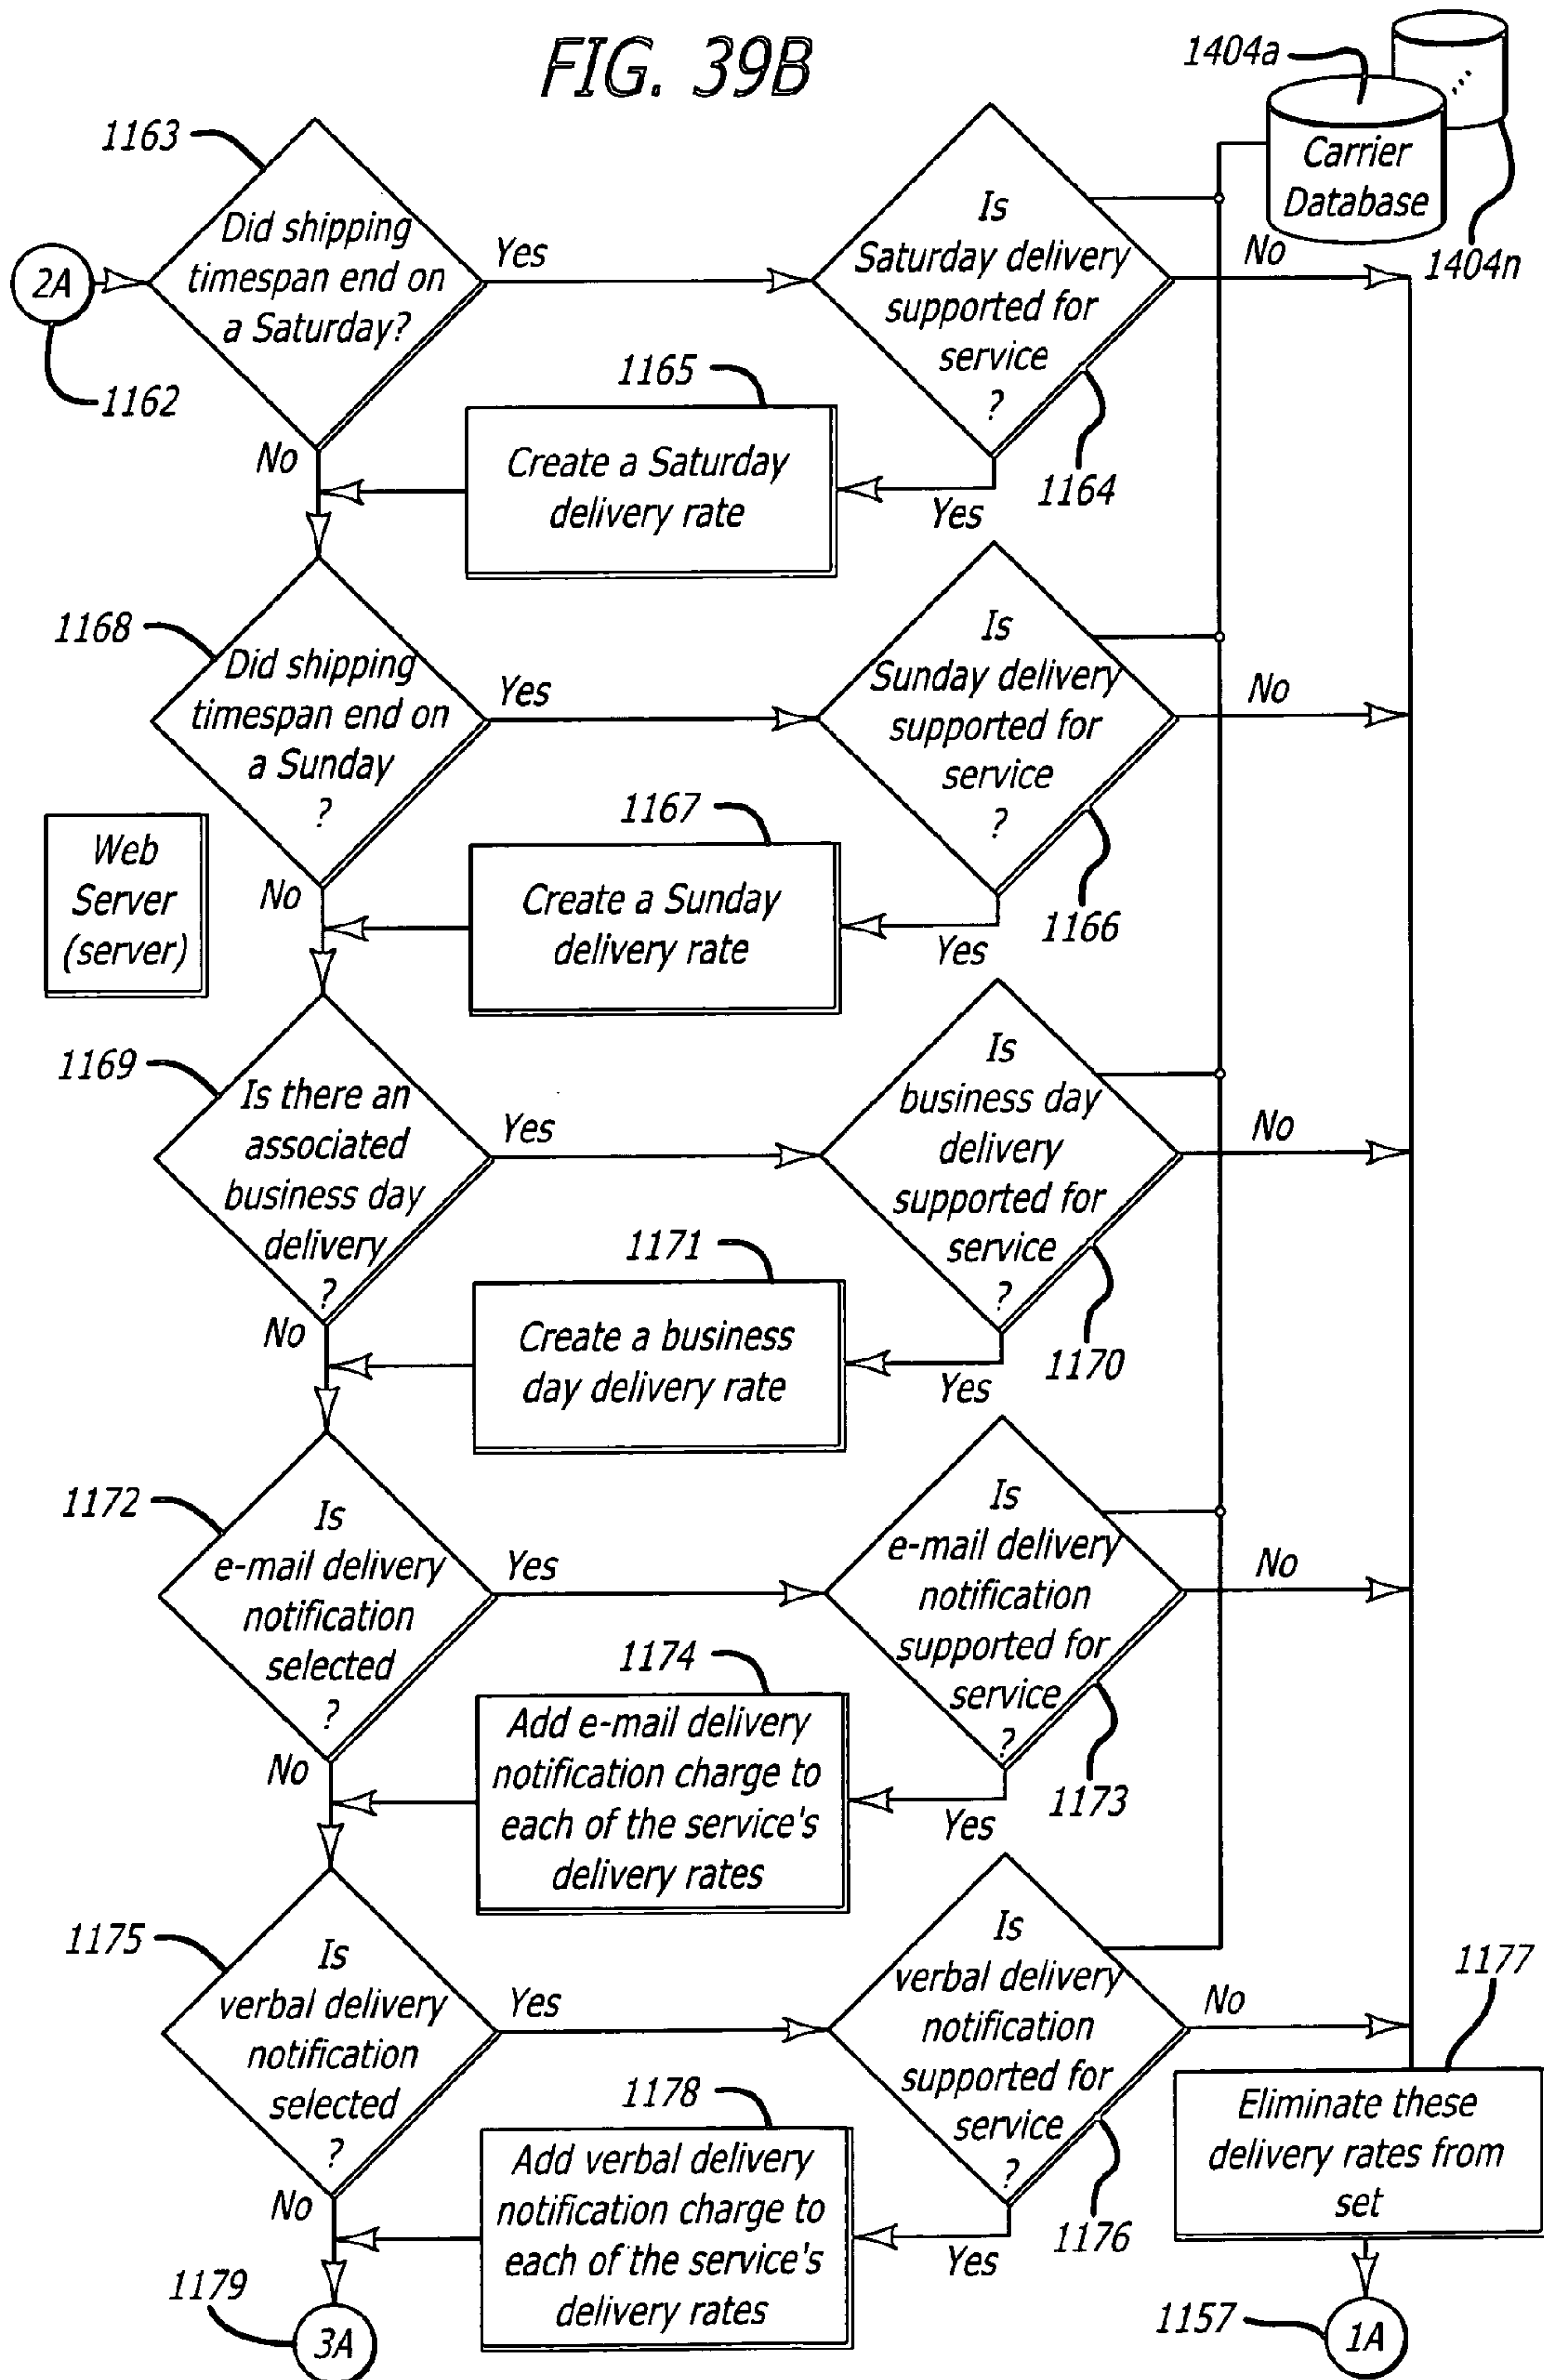 FIG. 39B
1404a
Carrier
Database
1404n
1163
Did shipping
timespan end on
a Saturday?
2A
1162
Yes
No
Is
Saturday delivery
supported for
service
?
No
1164
Yes
1165
Create a Saturday
delivery rate
1168
Did shipping
timespan end on
a Sunday
?
Yes
No
Is
Sunday delivery
supported for
service
?
No
1166
Yes
1167
Create a Sunday
delivery rate
Web
Server
(server)
1169
Is there an
associated
business day
delivery
?
Yes
No
Is
business day
delivery
supported for
service
?
No
1170
Yes
1171
Create a business
day delivery rate
1172
Is
e-mail delivery
notification
selected
?
Yes
No
Is
e-mail delivery
notification
supported for
service
?
No
1173
Yes
1174
Add e-mail delivery
notification charge to
each of the service's
delivery rates
1175
Is
verbal delivery
notification
selected
?
Yes
No
Is
verbal delivery
notification
supported for
service
?
No
1176
Yes
1178
Add verbal delivery
notification charge to
each of the service's
delivery rates
1177
Eliminate these
delivery rates from
set
1179
3A
1157
1A